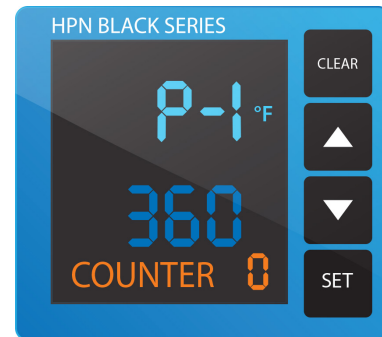 HPN BLACK SERIES
CLEAR
P-1 °F
360
COUNTER 0
SET